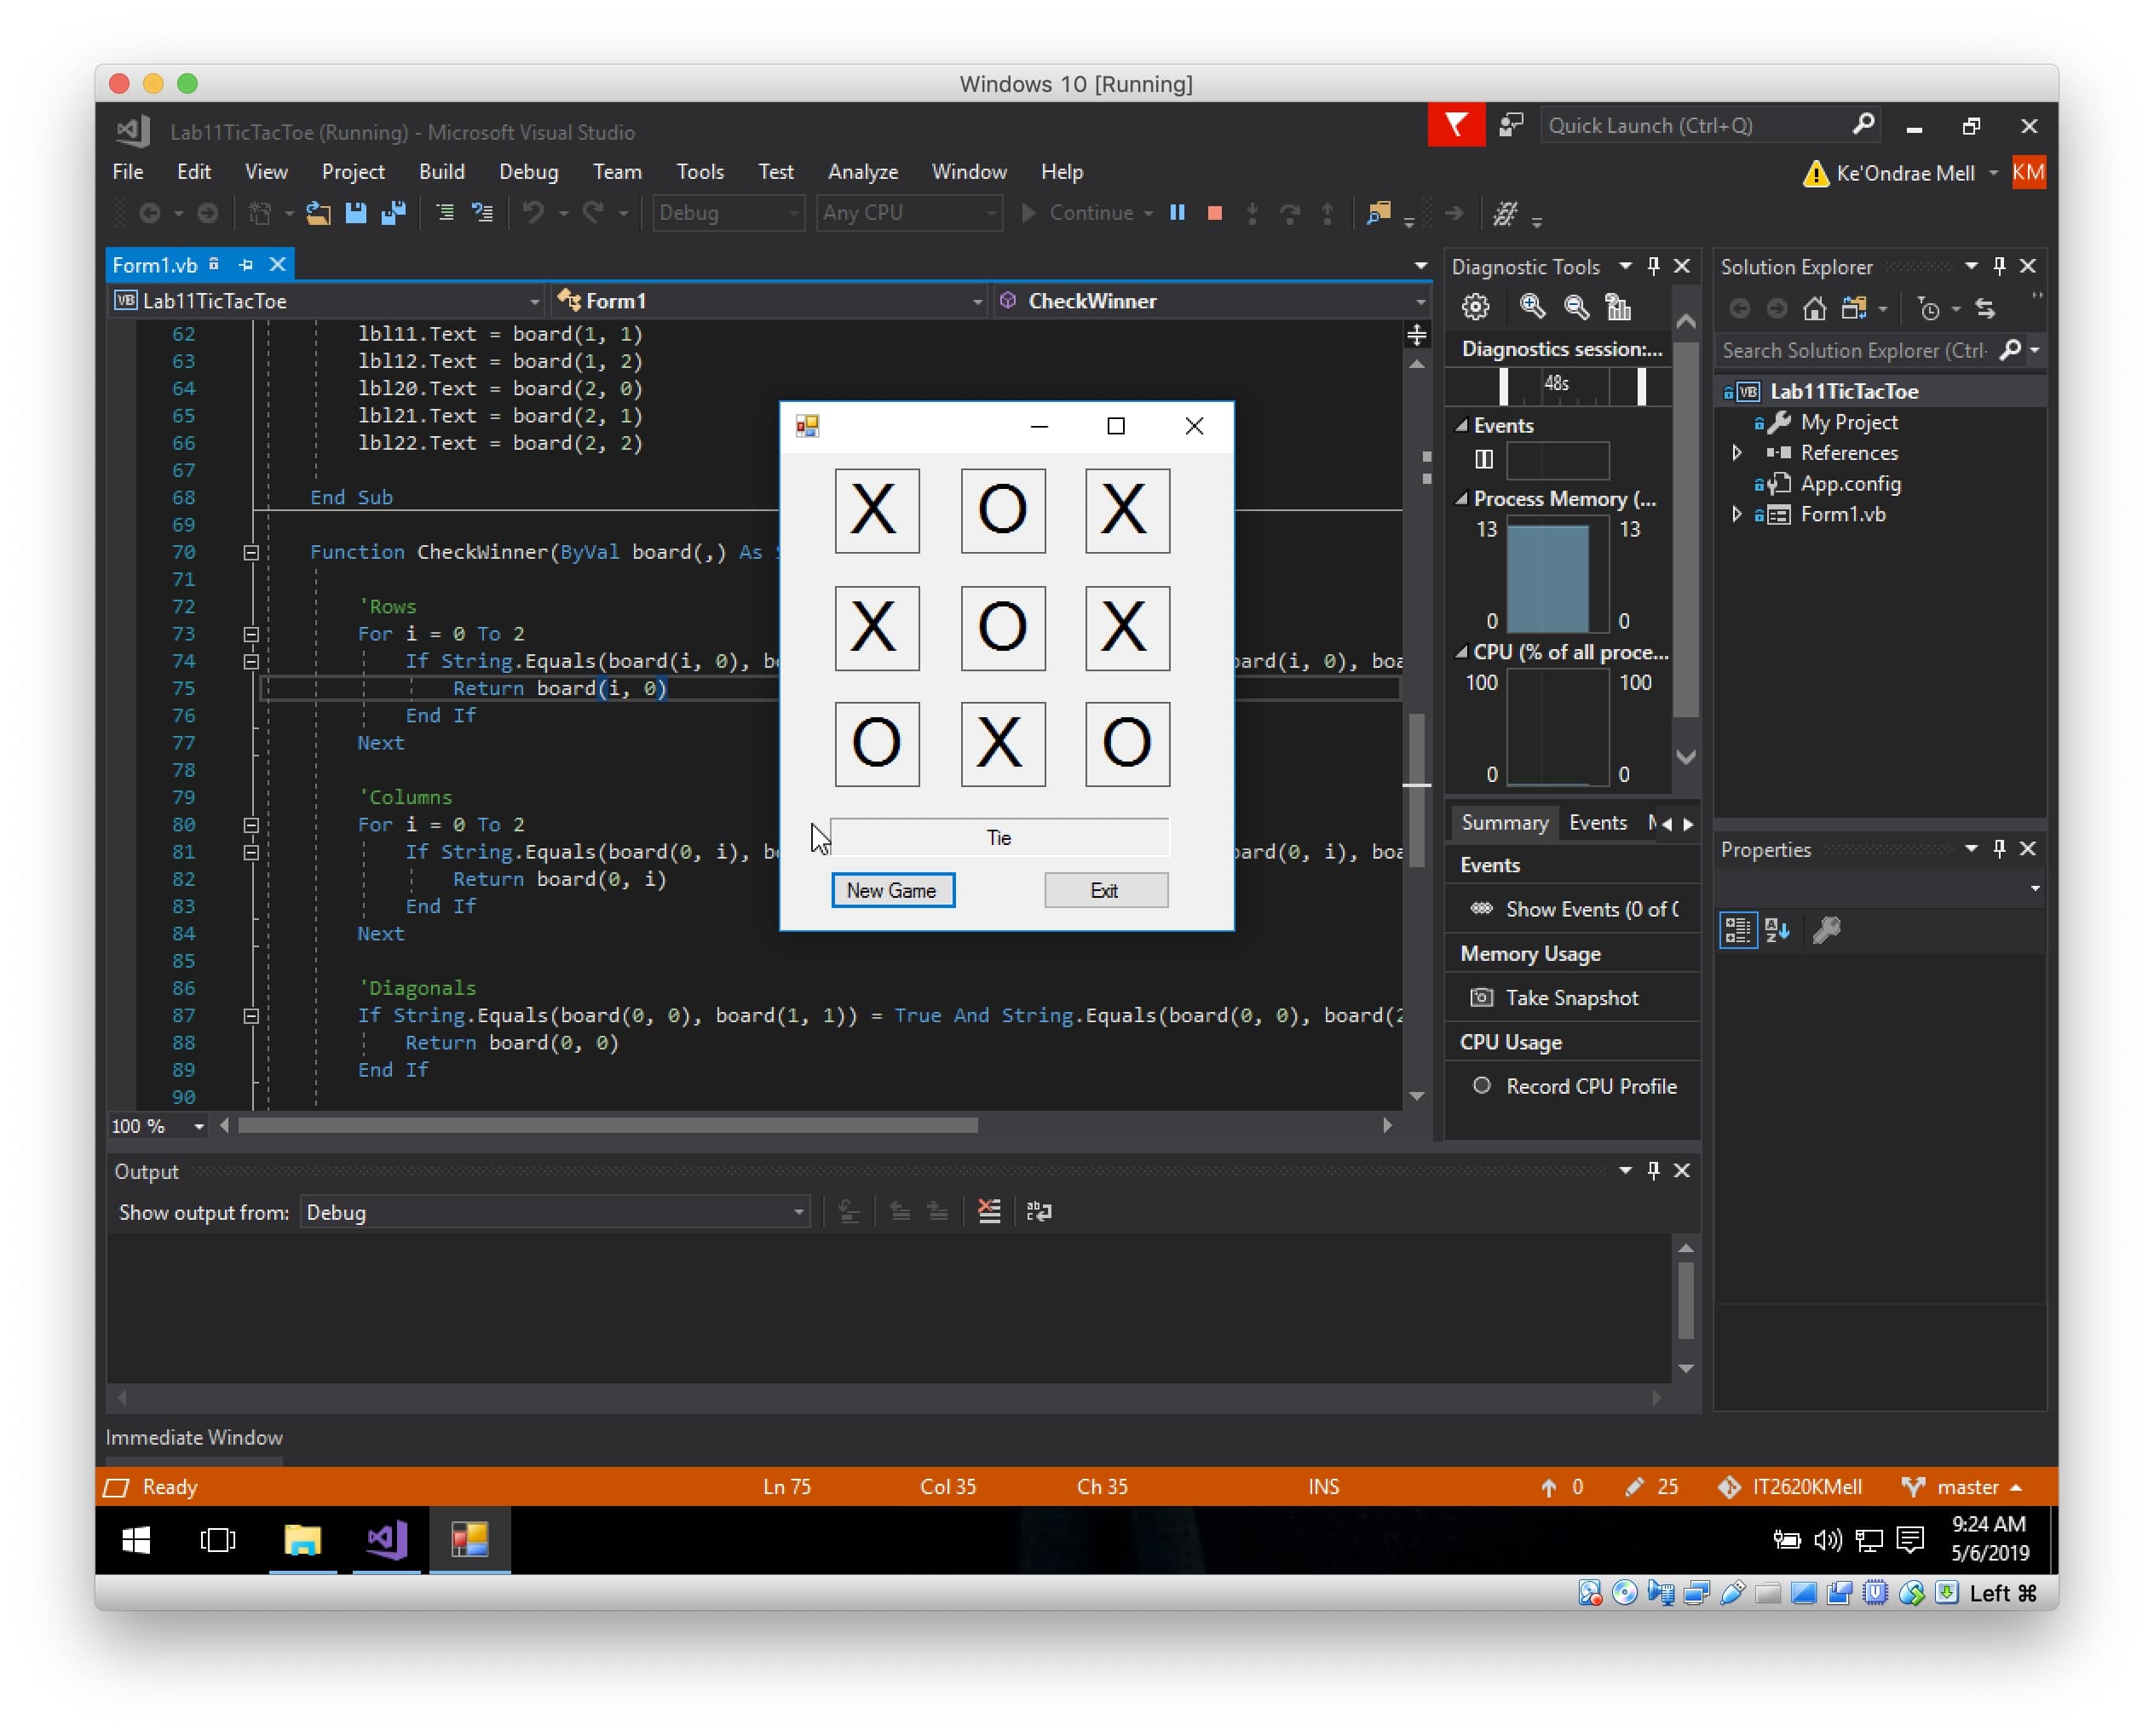 Windows 10 [Running]
Lab11TicTacToe (Running) - Microsoft Visual Studio
Quick Launch (Ctrl+Q)
File Edit View Project Build Debug Team Tools Test Analyze Window Help
Ke'Ondrae Mell KM
Debug Any CPU Continue
Form1.vb
VB Lab11TicTacToe Form1 CheckWinner
62 lbl11.Text = board(1, 1)
63 lbl12.Text = board(1, 2)
64 lbl20.Text = board(2, 0)
65 lbl21.Text = board(2, 1)
66 lbl22.Text = board(2, 2)
67
68 End Sub
69
70 Function CheckWinner(ByVal board(,) As
71
72 'Rows
73 For i = 0 To 2
74 If String.Equals(board(i, 0), bo ard(i, 0), boa
75 Return board(i, 0)
76 End If
77 Next
78
79 'Columns
80 For i = 0 To 2
81 If String.Equals(board(0, i), bo ard(0, i), boa
82 Return board(0, i)
83 End If
84 Next
85
86 'Diagonals
87 If String.Equals(board(0, 0), board(1, 1)) = True And String.Equals(board(0, 0), board(2
88 Return board(0, 0)
89 End If
90
100 %
X O X
X O X
O X O
Tie
New Game Exit
Diagnostic Tools
Diagnostics session:...
48s
Events
Process Memory (...
13 13
0 0
CPU (% of all proce...
100 100
0 0
Summary Events
Events
Show Events (0 of
Memory Usage
Take Snapshot
CPU Usage
Record CPU Profile
Solution Explorer
Search Solution Explorer (Ctrl-
VB Lab11TicTacToe
My Project
References
App.config
Form1.vb
Properties
Output
Show output from: Debug
Immediate Window
Ready Ln 75 Col 35 Ch 35 INS 0 25 IT2620KMell master
9:24 AM
5/6/2019
Left ⌘